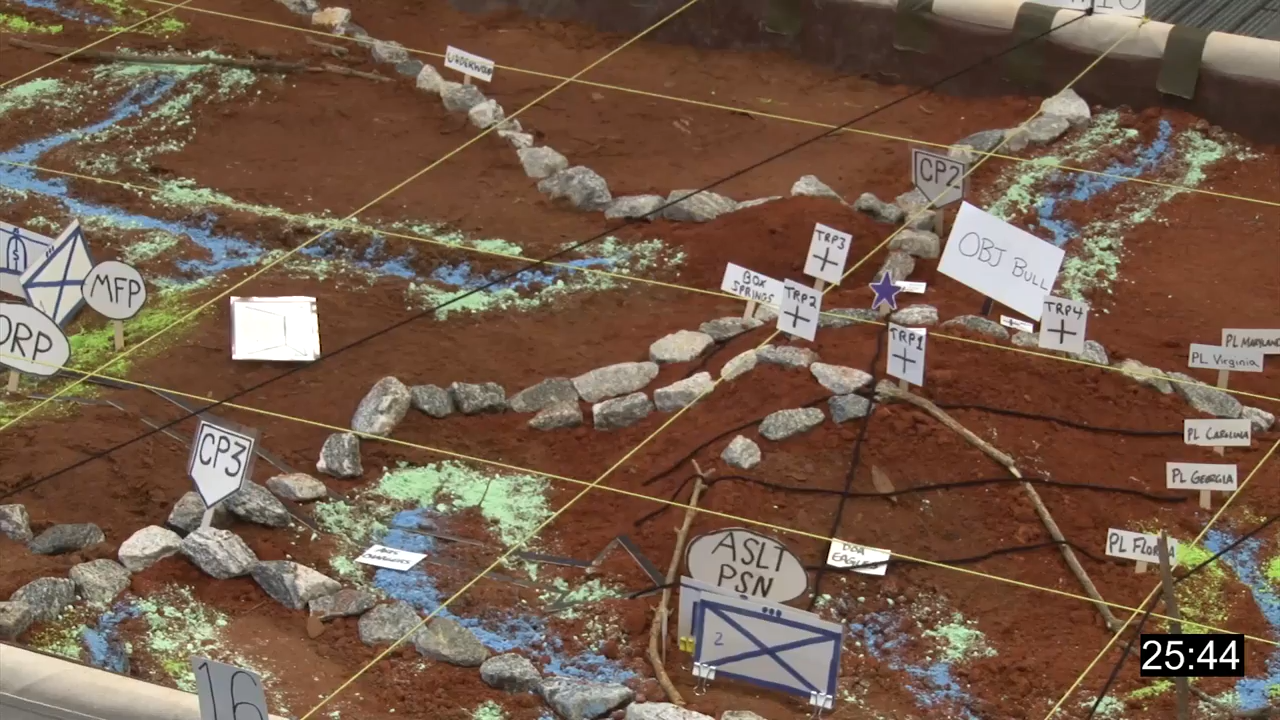 CP2
TRP3
OBJ BULL
BOX
SPRINGS
TRP2
MFP
ORP
TRP4
TRP1
PL MARYLAND
PL VIRGINIA
PL CAROLINA
CP3
PL GEORGIA
PL FLOR
ASLT
PSN
2
16
25:44